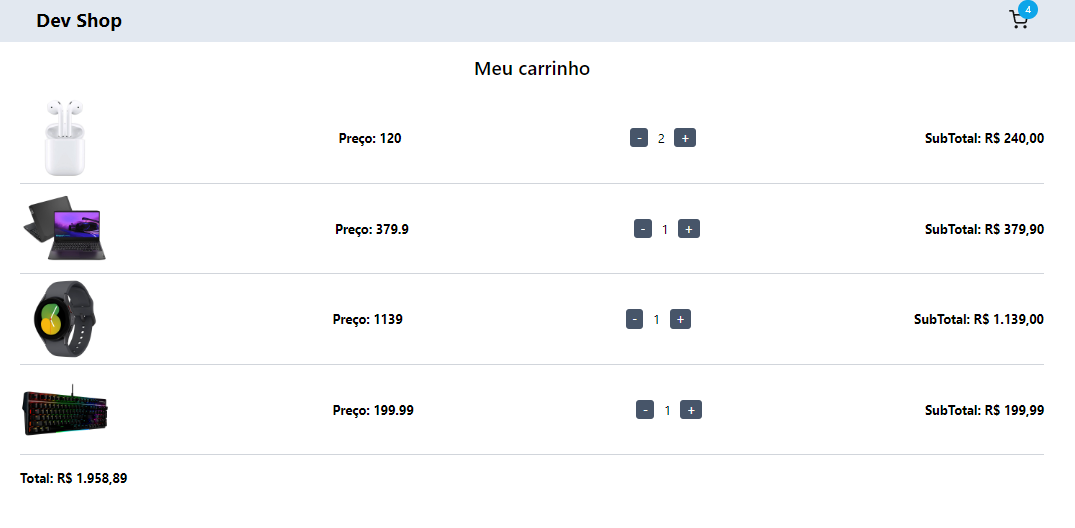 Dev Shop
4
Meu carrinho
Preço: 120 - 2 + SubTotal: R$ 240,00
Preço: 379.9 - 1 + SubTotal: R$ 379,90
Preço: 1139 - 1 + SubTotal: R$ 1.139,00
Preço: 199.99 - 1 + SubTotal: R$ 199,99
Total: R$ 1.958,89